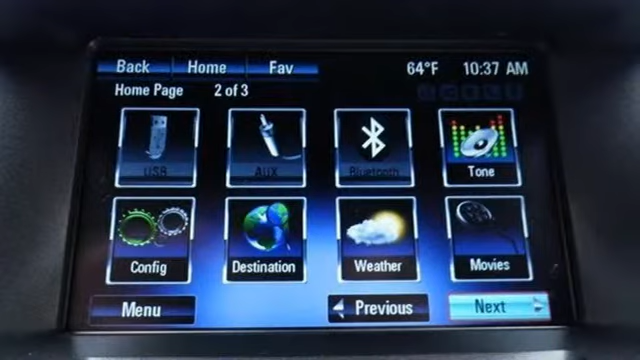 Back Home Fav 64°F 10:37 AM
Home Page 2 of 3
USB AUX Bluetooth Tone
Config Destination Weather Movies
Menu Previous Next